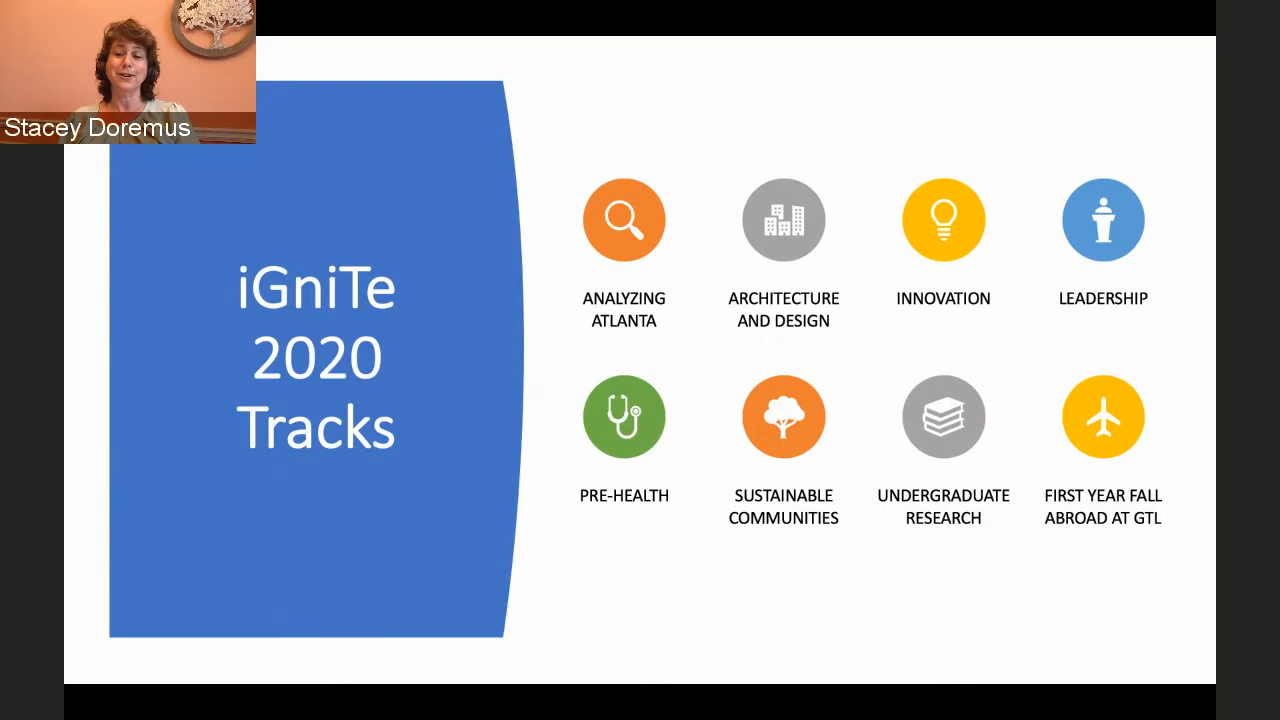 Stacey Doremus
iGniTe
2020
Tracks
ANALYZING
ATLANTA
ARCHITECTURE
AND DESIGN
INNOVATION
LEADERSHIP
PRE-HEALTH
SUSTAINABLE
COMMUNITIES
UNDERGRADUATE
RESEARCH
FIRST YEAR FALL
ABROAD AT GTL